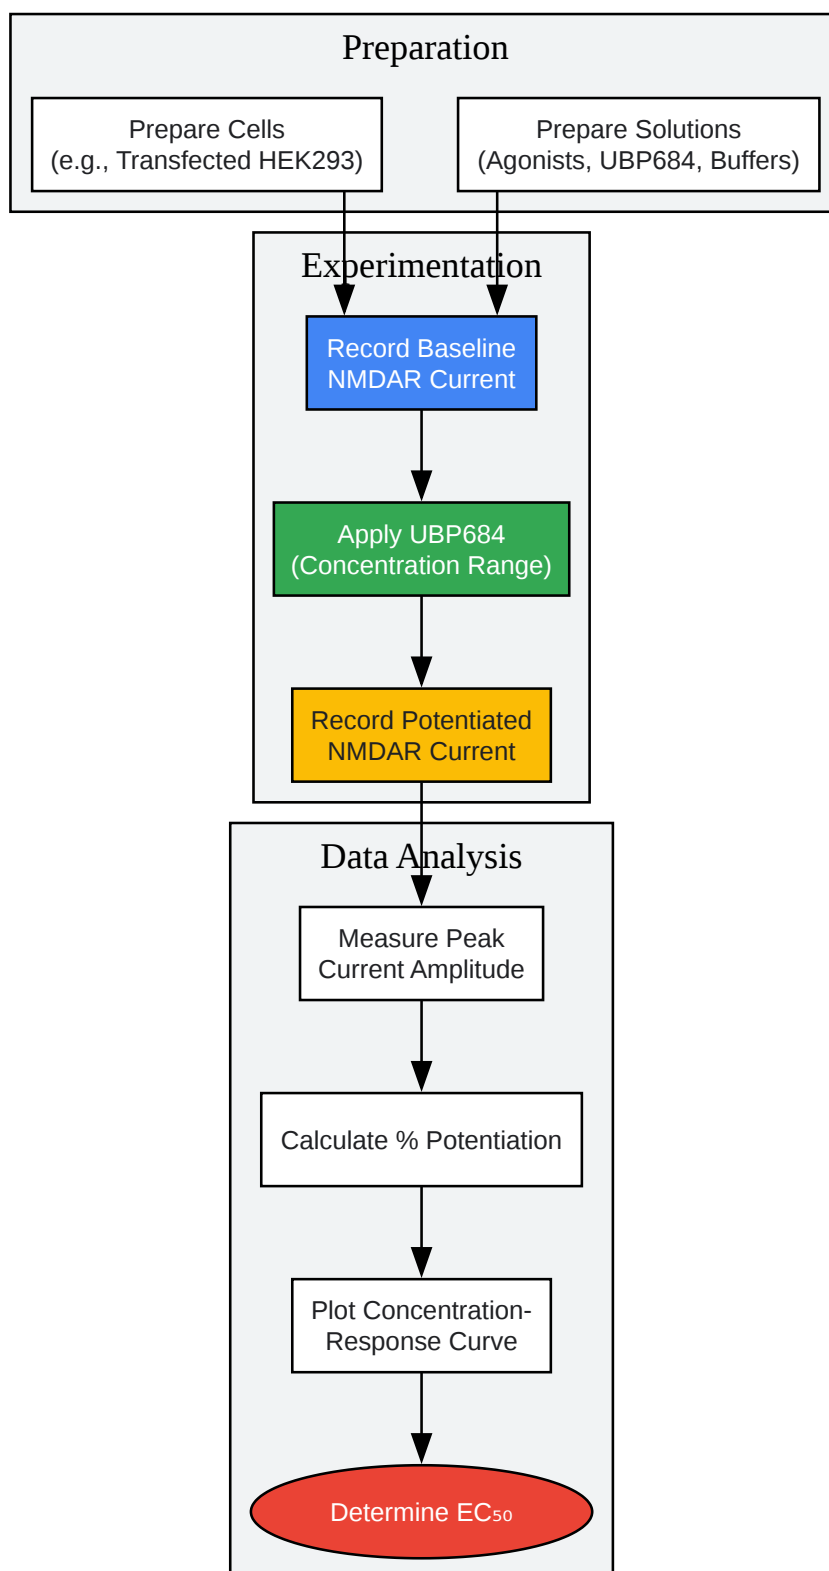 Preparation
Prepare Cells
(e.g., Transfected HEK293)
Prepare Solutions
(Agonists, UBP684, Buffers)
Experimentation
Record Baseline
NMDAR Current
Apply UBP684
(Concentration Range)
Record Potentiated
NMDAR Current
Data Analysis
Measure Peak
Current Amplitude
Calculate % Potentiation
Plot Concentration-
Response Curve
Determine EC₅₀